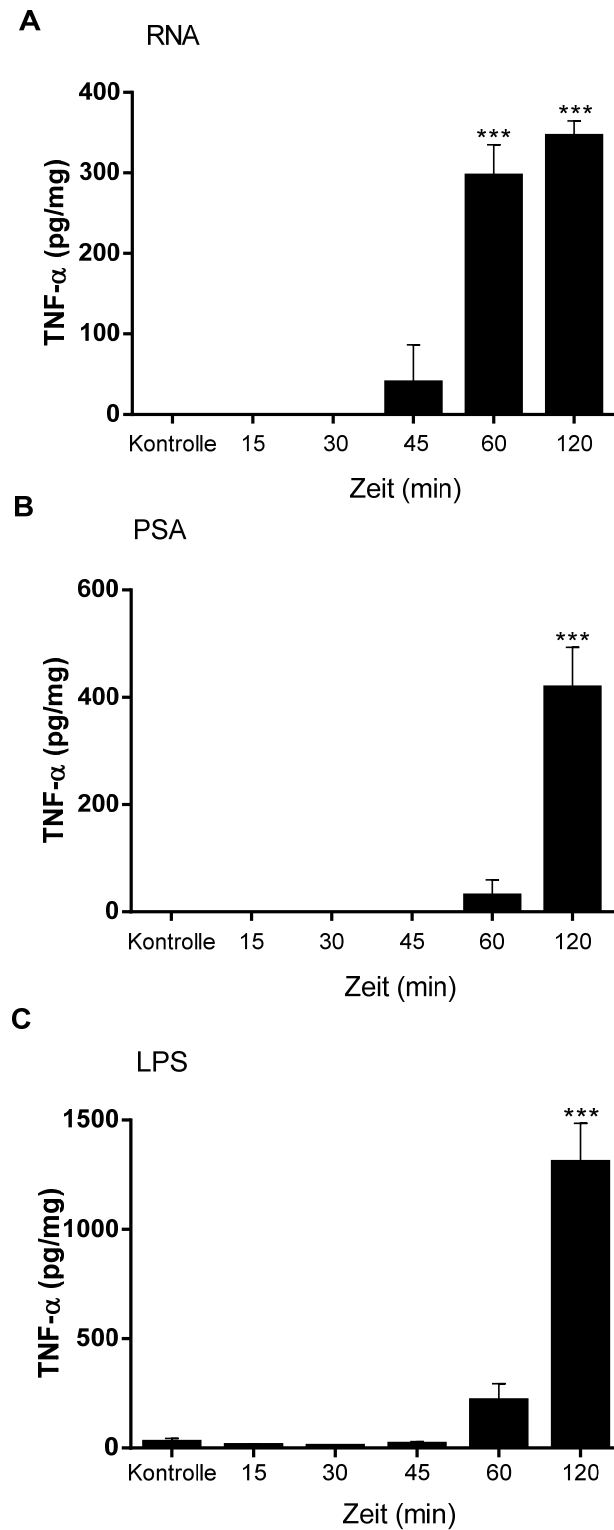 A
RNA
TNF-α (pg/mg)
400
300
200
100
0
***
***
Kontrolle 15 30 45 60 120
Zeit (min)
B
PSA
TNF-α (pg/mg)
600
400
200
0
***
Kontrolle 15 30 45 60 120
Zeit (min)
C
LPS
TNF-α (pg/mg)
1500
1000
500
0
***
Kontrolle 15 30 45 60 120
Zeit (min)